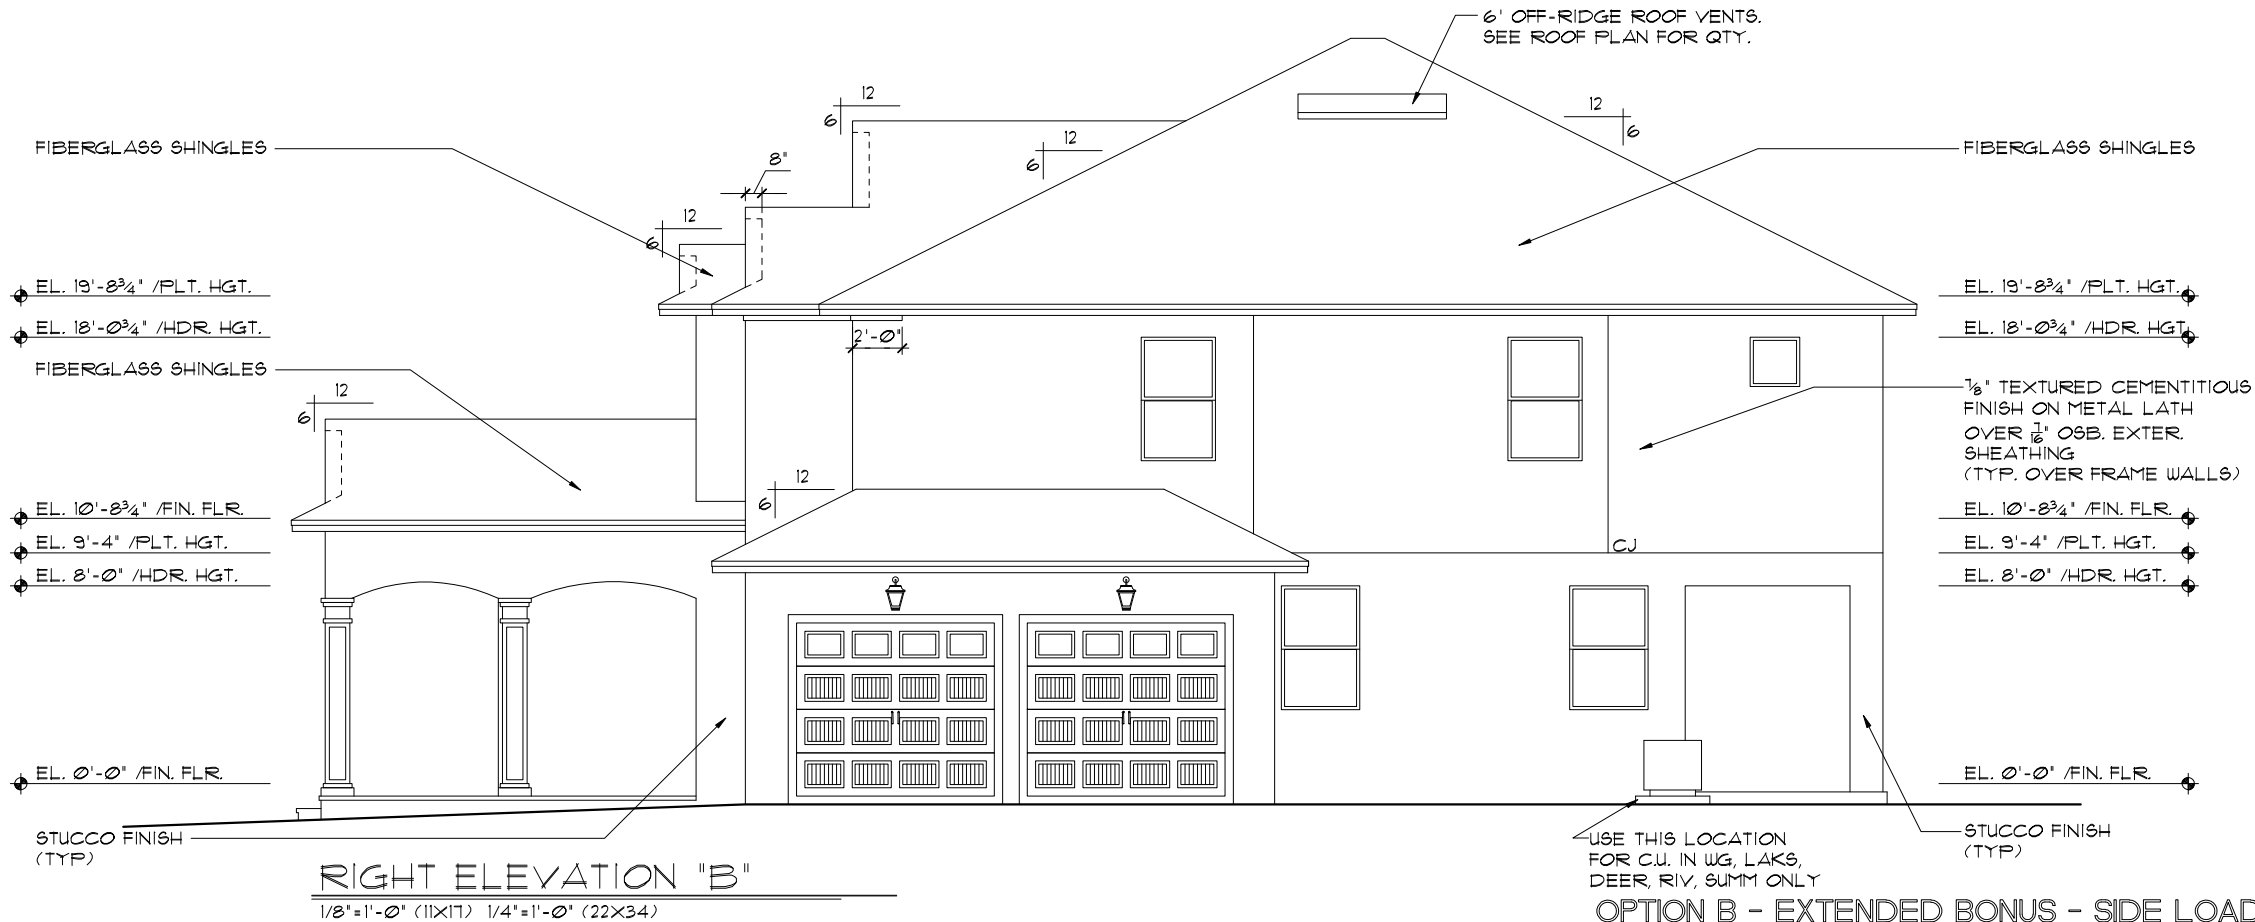 6' OFF-RIDGE ROOF VENTS.
SEE ROOF PLAN FOR QTY.
12
6
12
6
12
6
FIBERGLASS SHINGLES
8"
FIBERGLASS SHINGLES
12
6
EL. 19'-8¾" /PLT. HGT.
EL. 19'-8¾" /PLT. HGT.
EL. 18'-0¾" /HDR. HGT.
2'-0"
EL. 18'-0¾" /HDR. HGT.
FIBERGLASS SHINGLES
12
6
⅞" TEXTURED CEMENTITIOUS
FINISH ON METAL LATH
OVER 7/16" OSB. EXTER.
SHEATHING
(TYP. OVER FRAME WALLS)
12
6
EL. 10'-8¾" /FIN. FLR.
EL. 10'-8¾" /FIN. FLR.
EL. 9'-4" /PLT. HGT.
CJ
EL. 9'-4" /PLT. HGT.
EL. 8'-0" /HDR. HGT.
EL. 8'-0" /HDR. HGT.
EL. 0'-0" /FIN. FLR.
EL. 0'-0" /FIN. FLR.
STUCCO FINISH
(TYP)
USE THIS LOCATION
FOR C.U. IN WG, LAKS,
DEER, RIV, SUMM ONLY
STUCCO FINISH
(TYP)
RIGHT ELEVATION "B"
1/8"=1'-0" (11X17) 1/4"=1'-0" (22X34)
OPTION B - EXTENDED BONUS - SIDE LOAD